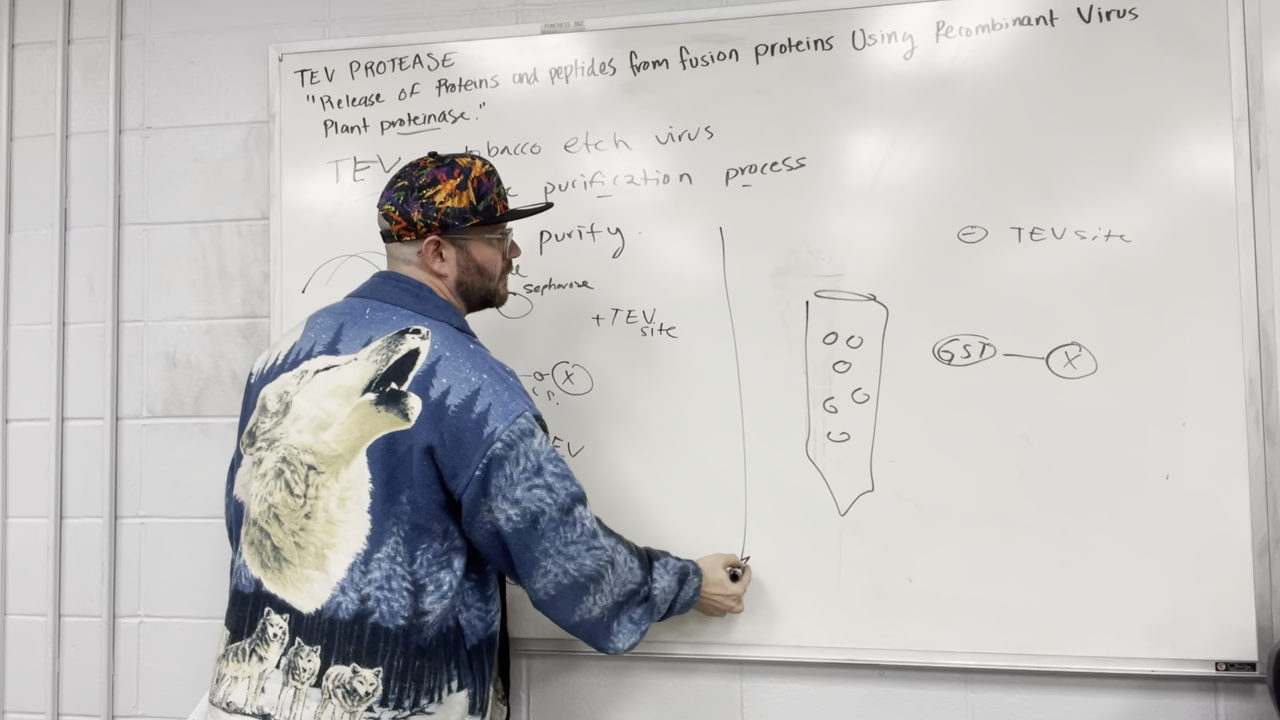 TEV PROTEASE
"Release of Proteins and peptides from fusion proteins Using Recombinant Virus
Plant proteinase."
TEV tobacco etch virus
purification process
purify.
sepharose
+TEV
site
X
EV
⊖ TEV site
GST X